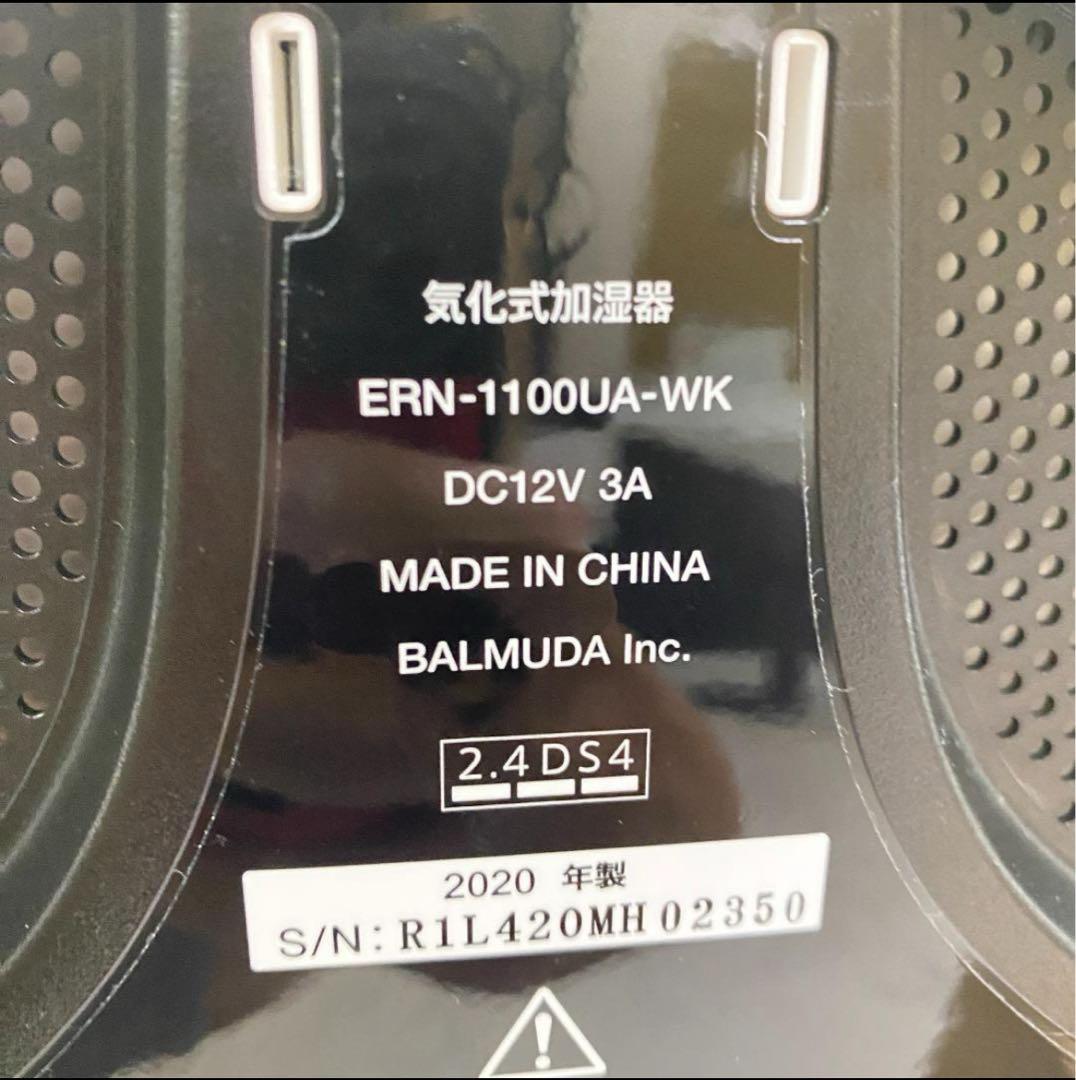 気化式加湿器
ERN-1100UA-WK
DC12V 3A
MADE IN CHINA
BALMUDA Inc.
2.4DS4
2020 年製
S/N: R1L420MH02350